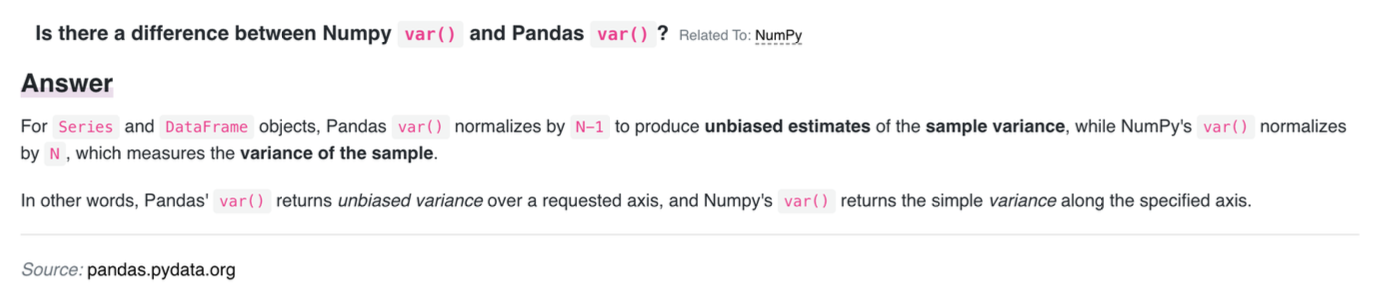 Is there a difference between Numpy var() and Pandas var() ? Related To: NumPy
Answer
For Series and DataFrame objects, Pandas var() normalizes by N-1 to produce unbiased estimates of the sample variance, while NumPy's var() normalizes
by N , which measures the variance of the sample.
In other words, Pandas' var() returns unbiased variance over a requested axis, and Numpy's var() returns the simple variance along the specified axis.
Source: pandas.pydata.org